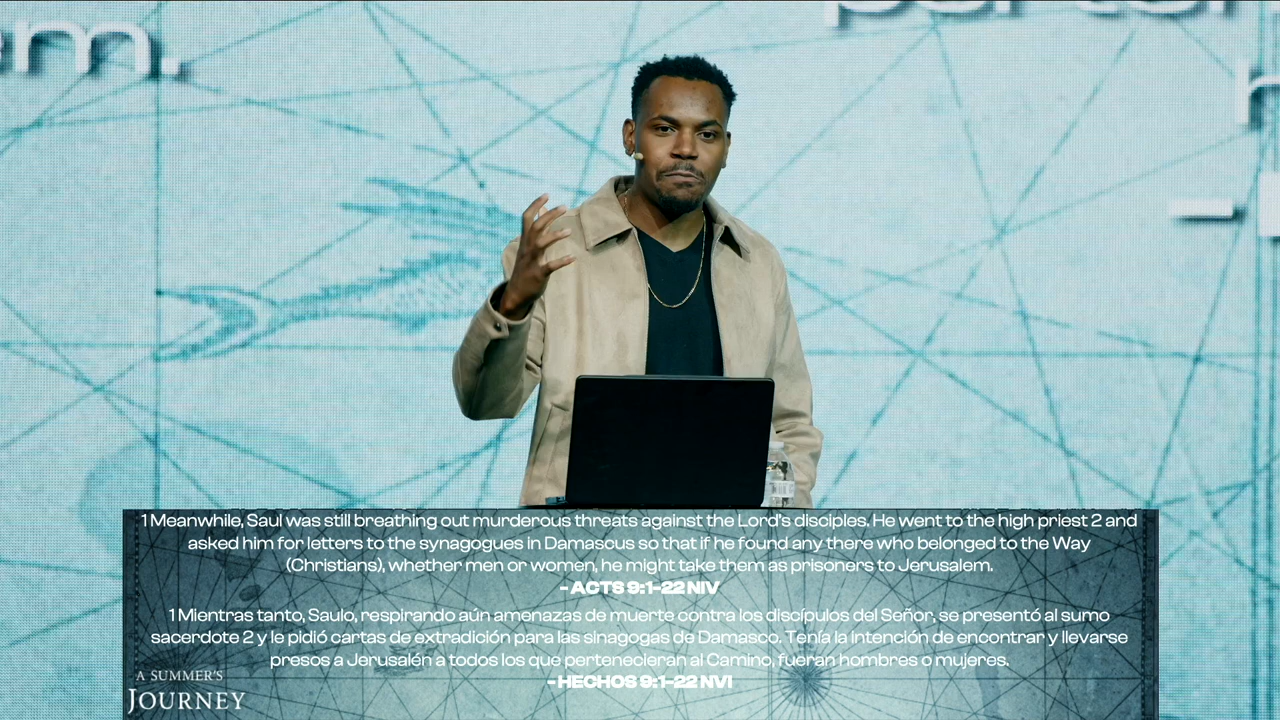 em.
1 Meanwhile, Saul was still breathing out murderous threats against the Lord's disciples. He went to the high priest 2 and
asked him for letters to the synagogues in Damascus so that if he found any there who belonged to the Way
(Christians), whether men or women, he might take them as prisoners to Jerusalem.
- ACTS 9:1-22 NIV
1 Mientras tanto, Saulo, respirando aún amenazas de muerte contra los discípulos del Señor, se presentó al sumo
sacerdote 2 y le pidió cartas de extradición para las sinagogas de Damasco. Tenía la intención de encontrar y llevarse
presos a Jerusalén a todos los que pertenecieran al Camino, fueran hombres o mujeres.
- HECHOS 9:1-22 NVI
A SUMMER'S
JOURNEY